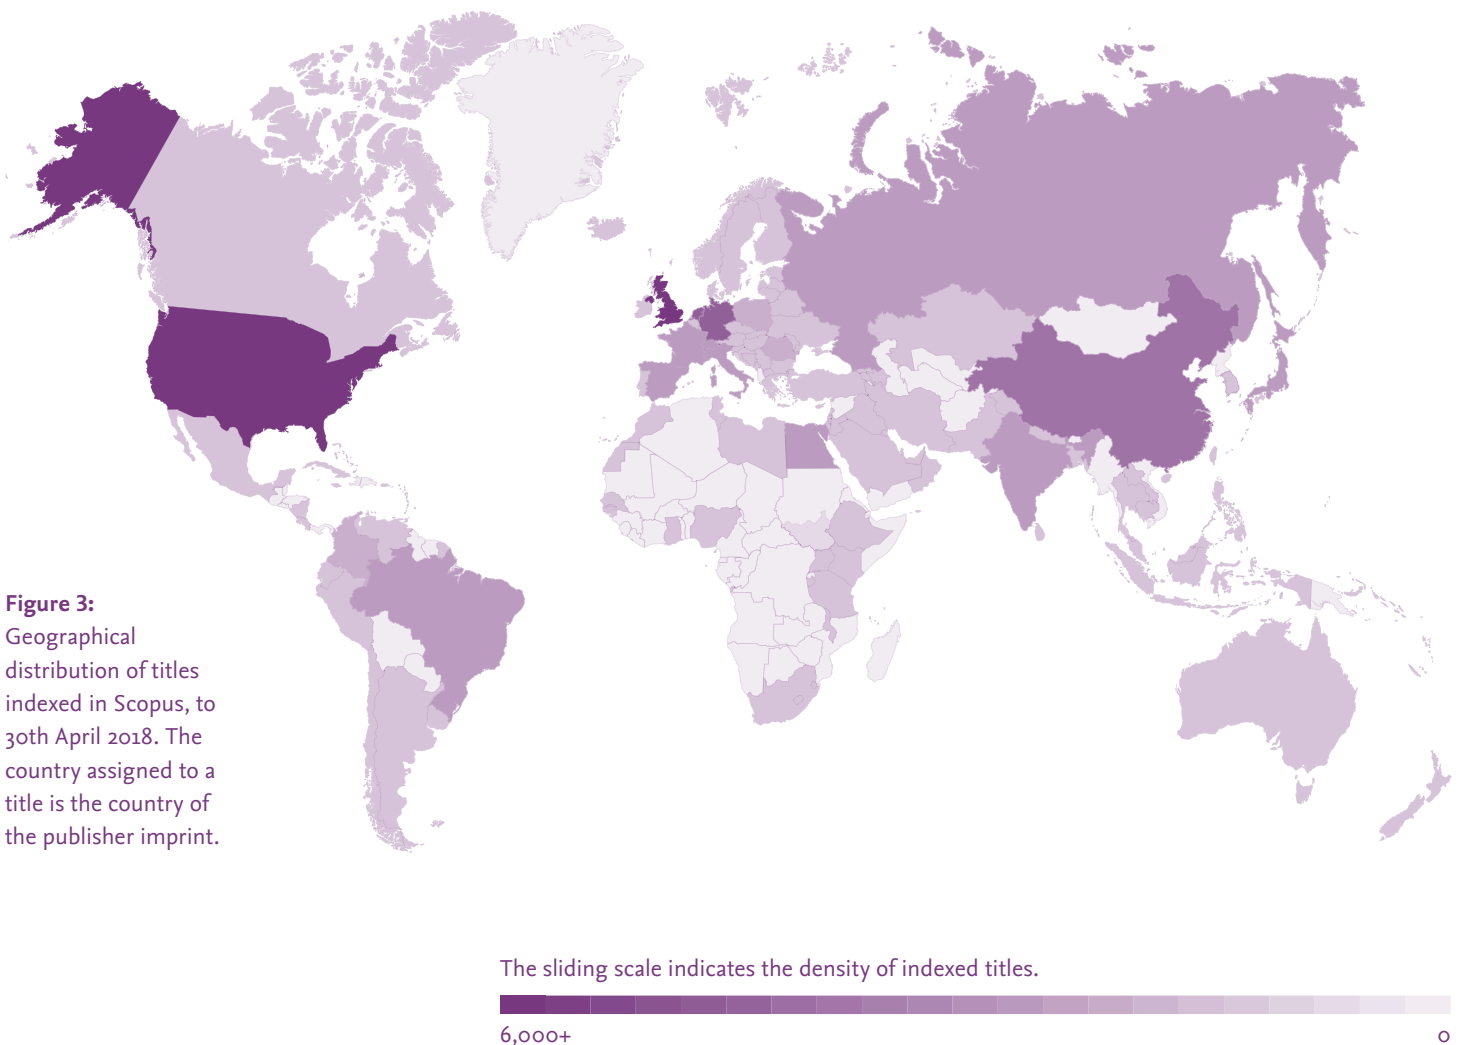 Figure 3:
Geographical
distribution of titles
indexed in Scopus, to
30th April 2018. The
country assigned to a
title is the country of
the publisher imprint.
The sliding scale indicates the density of indexed titles.
6,000+
0